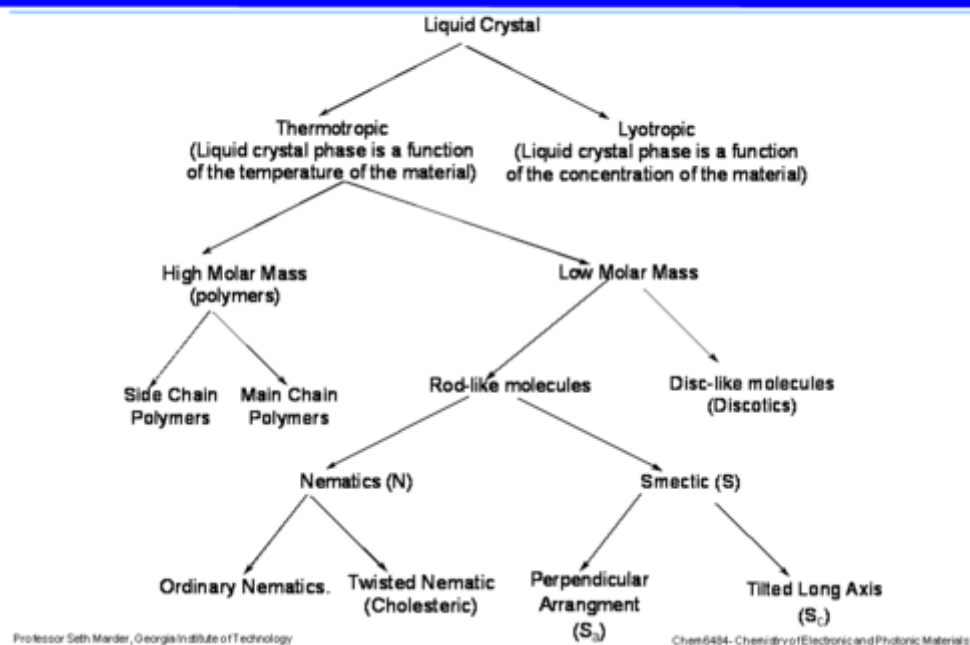 Liquid Crystal
Thermotropic
(Liquid crystal phase is a function
of the temperature of the material)
Lyotropic
(Liquid crystal phase is a function
of the concentration of the material)
High Molar Mass
(polymers)
Low Molar Mass
Side Chain
Polymers
Main Chain
Polymers
Rod-like molecules
Disc-like molecules
(Discotics)
Nematics (N)
Smectic (S)
Ordinary Nematics.
Twisted Nematic
(Cholesteric)
Perpendicular
Arrangment
(Sa)
Tilted Long Axis
(Sc)
Professor Seth Marder, Georgia Institute of Technology
Chem6484- Chemistry of Electronic and Photonic Materials